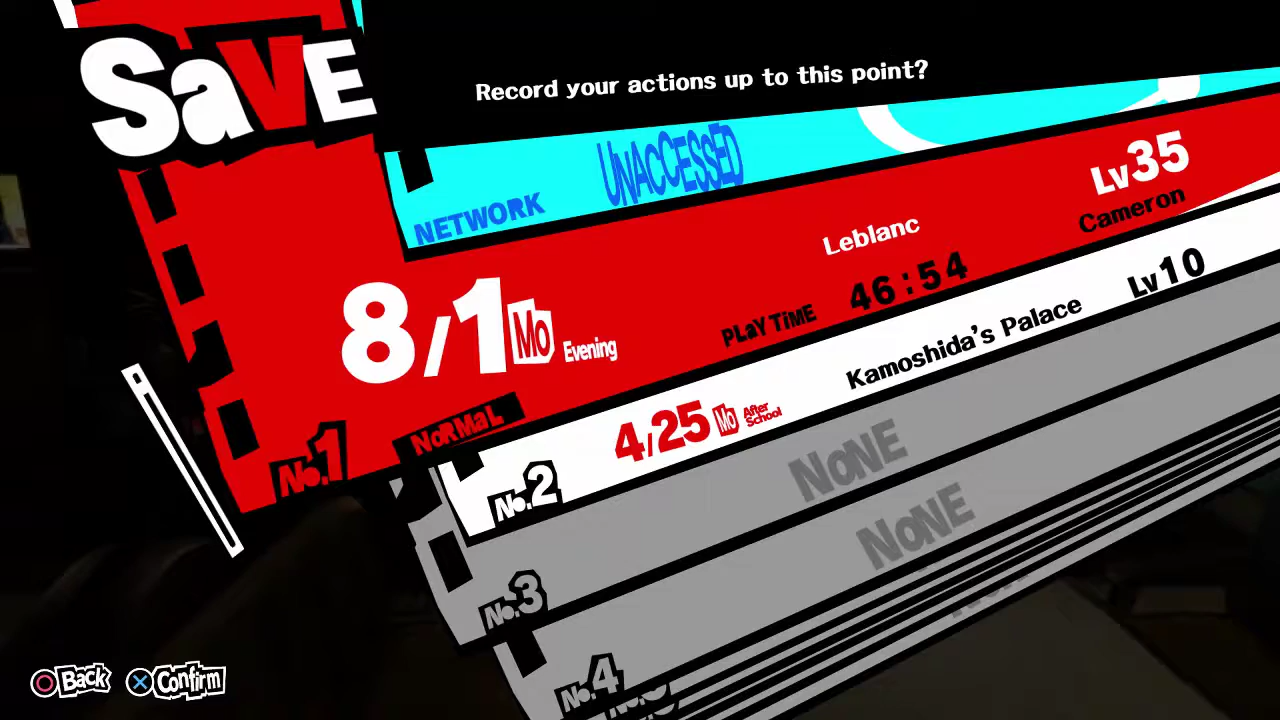 SaVE
Record your actions up to this point?
NETWORK
UNACCESSED
Lv35
Cameron
Leblanc
8/1 Mo Evening
PLaY TiME 46:54
No.1
NoRMaL
No.2
4/25 Mo After School
Kamoshida's Palace
Lv10
No.3
NoNE
No.4
NoNE
Back
Confirm